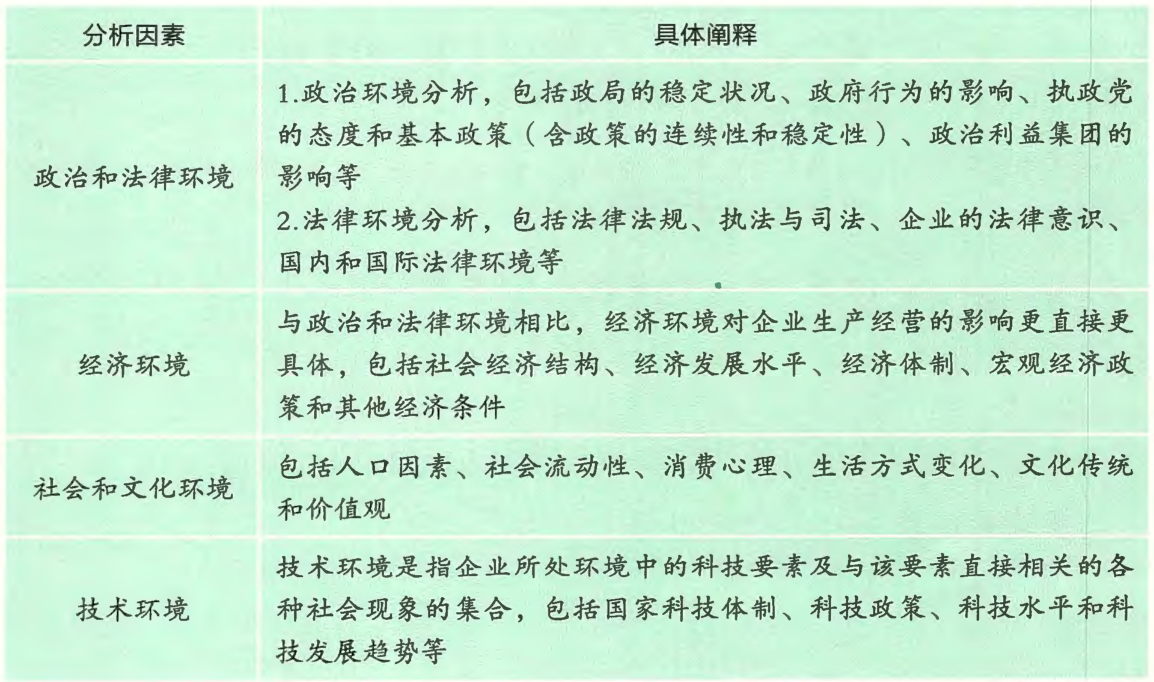 分析因素
具体阐释
政治和法律环境
1.政治环境分析，包括政局的稳定状况、政府行为的影响、执政党
的态度和基本政策（含政策的连续性和稳定性）、政治利益集团的
影响等
2.法律环境分析，包括法律法规、执法与司法、企业的法律意识、
国内和国际法律环境等
经济环境
与政治和法律环境相比，经济环境对企业生产经营的影响更直接更
具体，包括社会经济结构、经济发展水平、经济体制、宏观经济政
策和其他经济条件
社会和文化环境
包括人口因素、社会流动性、消费心理、生活方式变化、文化传统
和价值观
技术环境
技术环境是指企业所处环境中的科技要素及与该要素直接相关的各
种社会现象的集合，包括国家科技体制、科技政策、科技水平和科
技发展趋势等